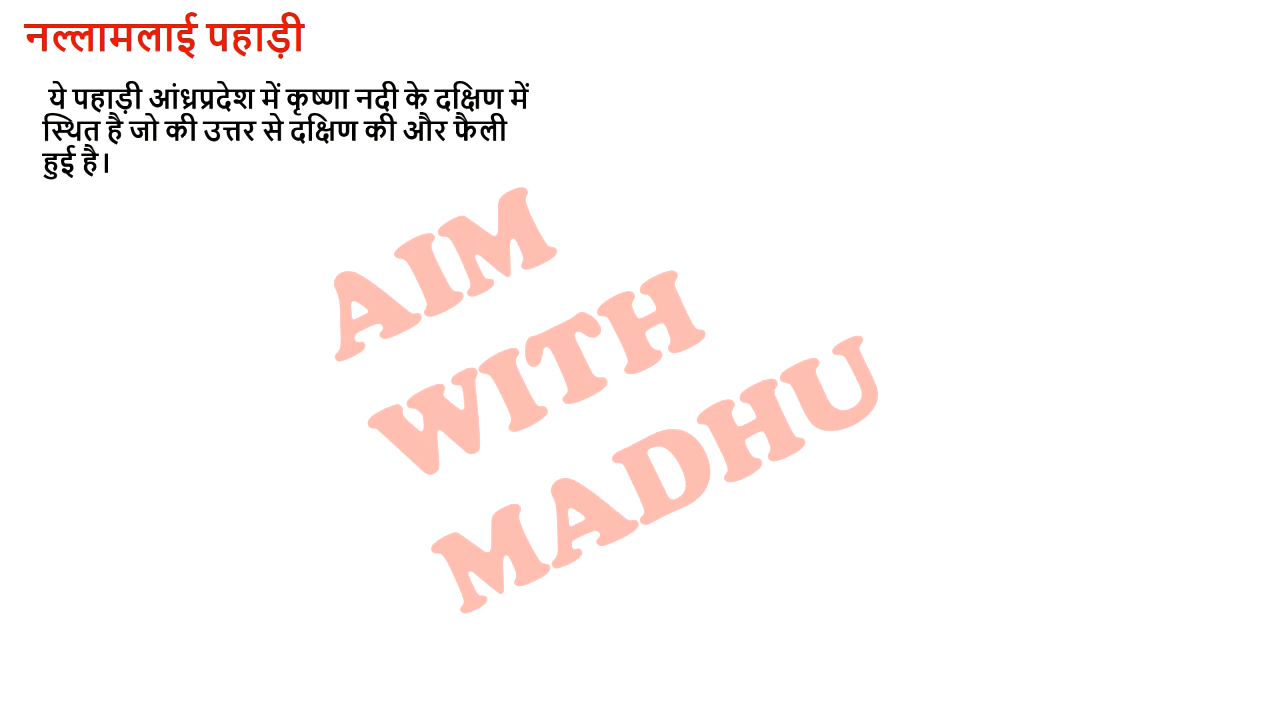 नल्लामलाई पहाड़ी
ये पहाड़ी आंध्रप्रदेश में कृष्णा नदी के दक्षिण में
स्थित है जो की उत्तर से दक्षिण की और फैली
हुई है।
AIM
WITH
MADHU